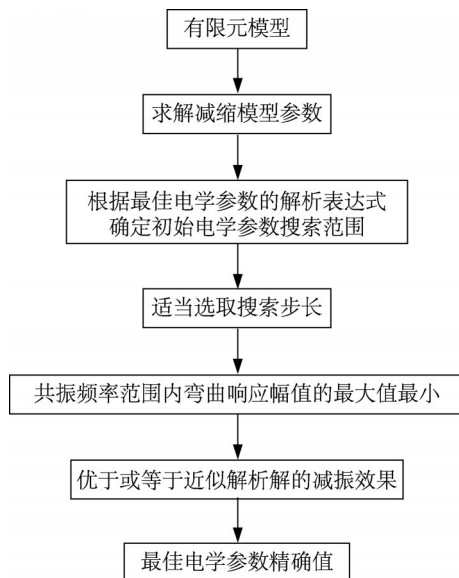 有限元模型
求解减缩模型参数
根据最佳电学参数的解析表达式
确定初始电学参数搜索范围
适当选取搜索步长
共振频率范围内弯曲响应幅值的最大值最小
优于或等于近似解析解的减振效果
最佳电学参数精确值